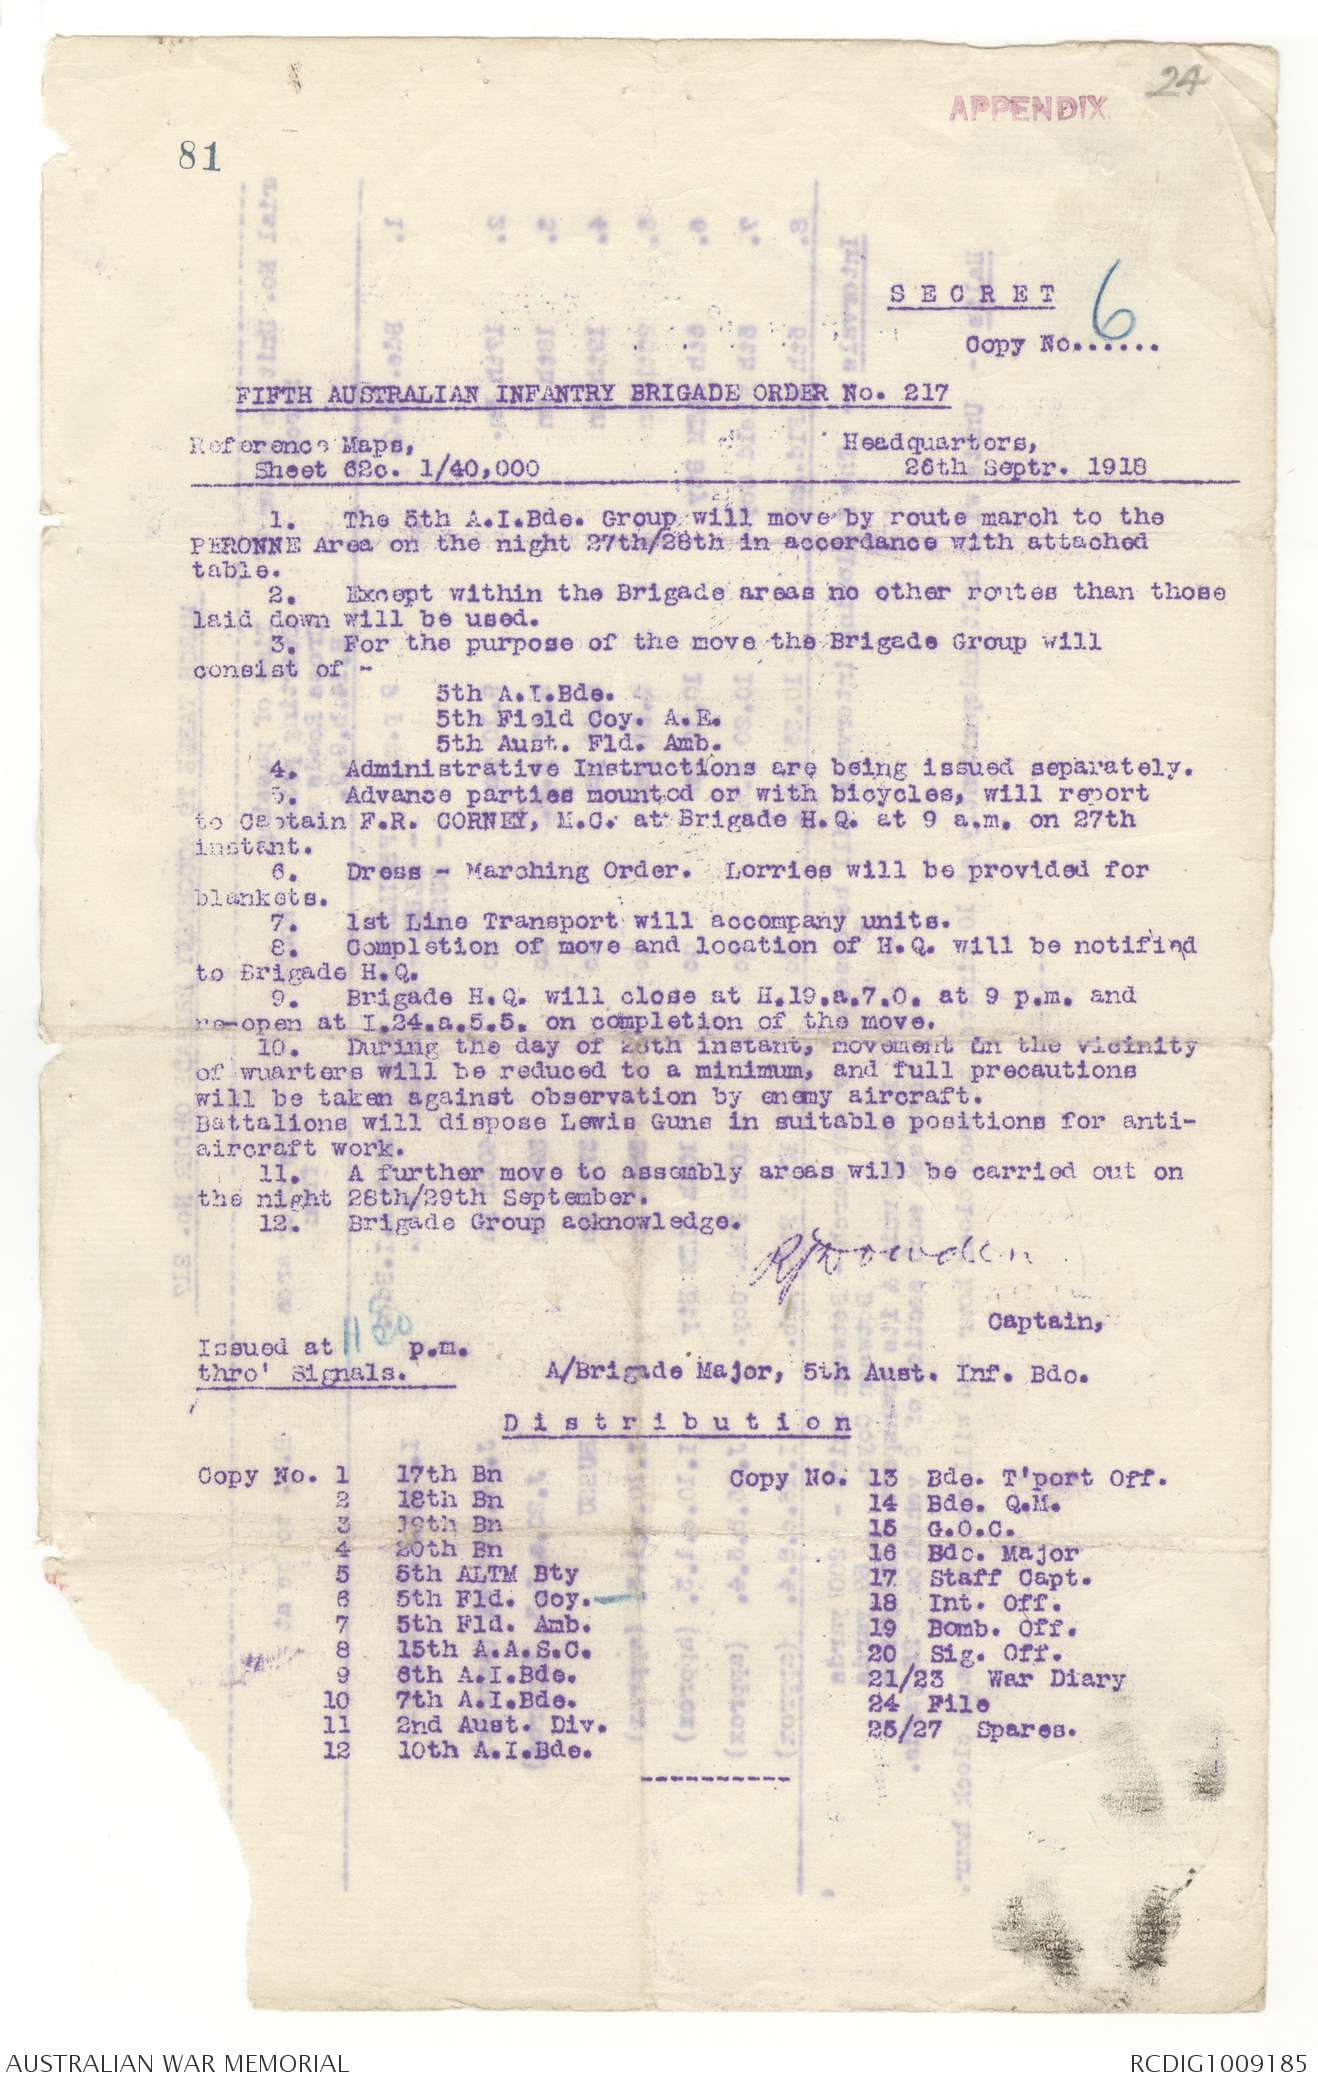 24
APPENDIX
81
S E C R E T
Copy No......6
FIFTH AUSTRALIAN INFANTRY BRIGADE ORDER No. 217
Reference Maps, Headquarters,
Sheet 62c. 1/40,000 26th Septr. 1918
1. The 5th A.I.Bde. Group will move by route march to the
PERONNE Area on the night 27th/28th in accordance with attached
table.
2. Except within the Brigade areas no other routes than those
laid down will be used.
3. For the purpose of the move the Brigade Group will
consist of -
5th A.I.Bde.
5th Field Coy. A.E.
5th Aust. Fld. Amb.
4. Administrative Instructions are being issued separately.
5. Advance parties mounted or with bicycles, will report
to Captain F.R. CORNEY, M.C. at Brigade H.Q. at 9 a.m. on 27th
instant.
6. Dress - Marching Order. Lorries will be provided for
blankets.
7. 1st Line Transport will accompany units.
8. Completion of move and location of H.Q. will be notified
to Brigade H.Q.
9. Brigade H.Q. will close at H.19.a.7.0. at 9 p.m. and
re-open at I.24.a.5.5. on completion of the move.
10. During the day of 28th instant, movement in the vicinity
of wuarters will be reduced to a minimum, and full precautions
will be taken against observation by enemy aircraft.
Battalions will dispose Lewis Guns in suitable positions for anti-
aircraft work.
11. A further move to assembly areas will be carried out on
the night 28th/29th September.
12. Brigade Group acknowledge.
Captain,
Issued at 11 50 p.m.
thro' Signals. A/Brigade Major, 5th Aust. Inf. Bde.
D i s t r i b u t i o n
Copy No. 1 17th Bn Copy No. 13 Bde. T'port Off.
2 18th Bn 14 Bde. Q.M.
3 19th Bn 15 G.O.C.
4 20th Bn 16 Bde. Major
5 5th ALTM Bty 17 Staff Capt.
6 5th Fld. Coy. 18 Int. Off.
7 5th Fld. Amb. 19 Bomb. Off.
8 15th A.A.S.C. 20 Sig. Off.
9 6th A.I.Bde. 21/23 War Diary
10 7th A.I.Bde. 24 File
11 2nd Aust. Div. 25/27 Spares.
12 10th A.I.Bde.
----------
AUSTRALIAN WAR MEMORIAL RCDIG1009185